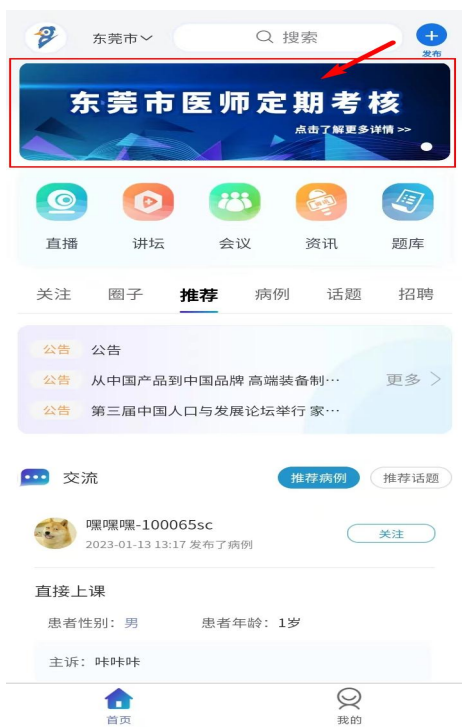 东莞市
搜索
发布
东莞市医师定期考核
点击了解更多详情 >>
直播 讲坛 会议 资讯 题库
关注 圈子 推荐 病例 话题 招聘
公告 公告
公告 从中国产品到中国品牌 高端装备制… 更多
公告 第三届中国人口与发展论坛举行 家…
交流 推荐病例 推荐话题
嘿嘿嘿-100065sc
2023-01-13 13:17 发布了病例
关注
直接上课
患者性别：男 患者年龄：1岁
主诉：咔咔咔
首页 我的